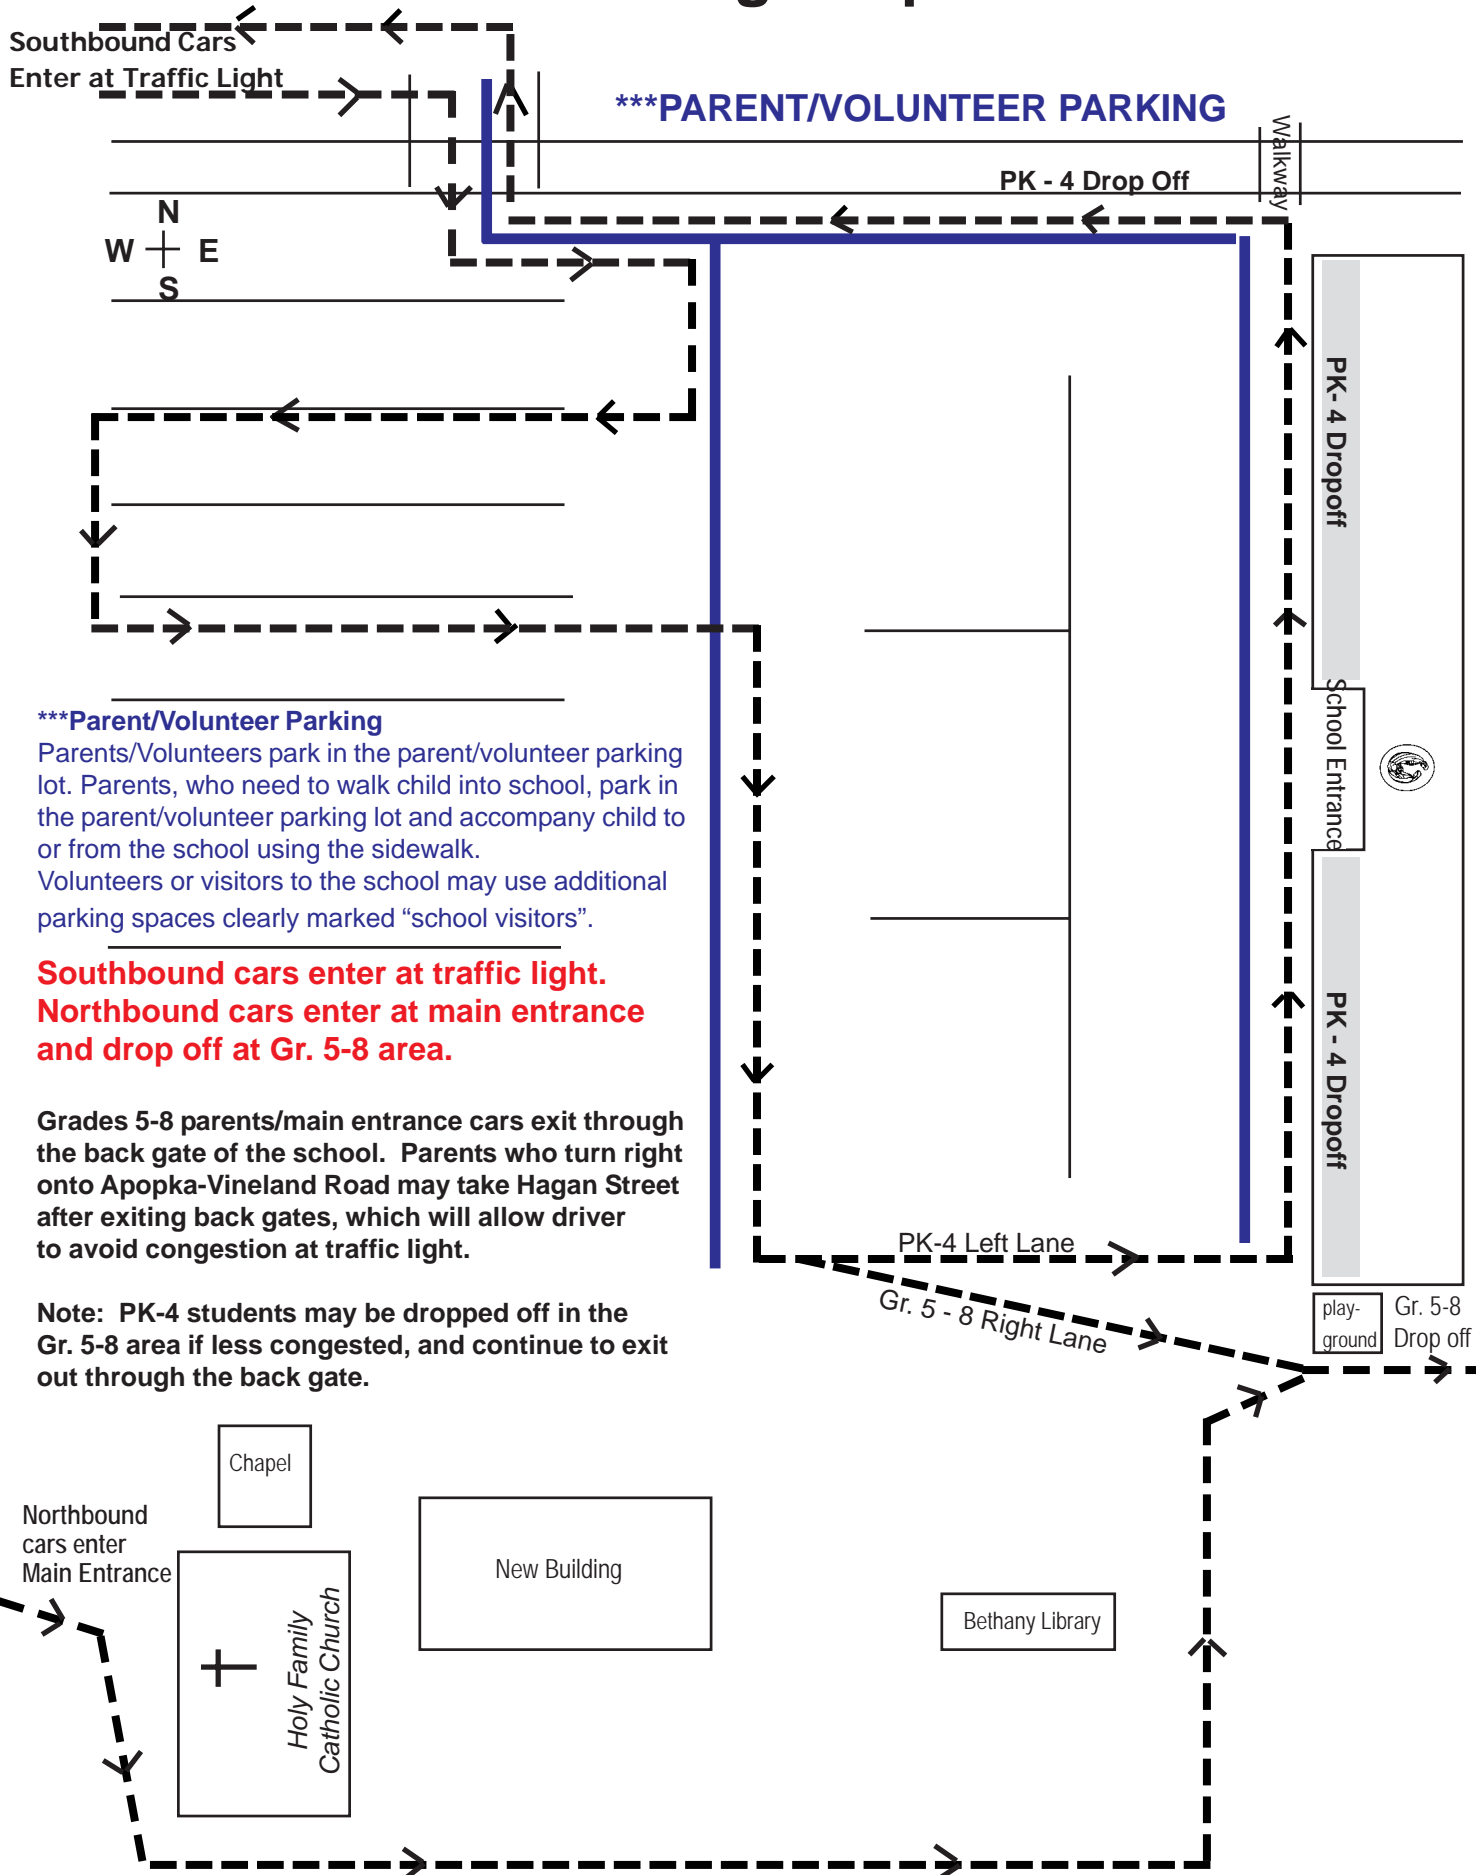 Southbound Cars
Enter at Traffic Light
***PARENT/VOLUNTEER PARKING
Walkway
PK - 4 Drop Off
N
W E
S
PK- 4 Dropoff
School Entrance
PK - 4 Dropoff
***Parent/Volunteer Parking
Parents/Volunteers park in the parent/volunteer parking
lot. Parents, who need to walk child into school, park in
the parent/volunteer parking lot and accompany child to
or from the school using the sidewalk.
Volunteers or visitors to the school may use additional
parking spaces clearly marked “school visitors”.
Southbound cars enter at traffic light.
Northbound cars enter at main entrance
and drop off at Gr. 5-8 area.
Grades 5-8 parents/main entrance cars exit through
the back gate of the school.  Parents who turn right
onto Apopka-Vineland Road may take Hagan Street
after exiting back gates, which will allow driver
to avoid congestion at traffic light.
Note:  PK-4 students may be dropped off in the
Gr. 5-8 area if less congested, and continue to exit
out through the back gate.
PK-4 Left Lane
Gr. 5 - 8 Right Lane
play-
ground
Gr. 5-8
Drop off
Chapel
Northbound
cars enter
Main Entrance
New Building
Holy Family
Catholic Church
Bethany Library